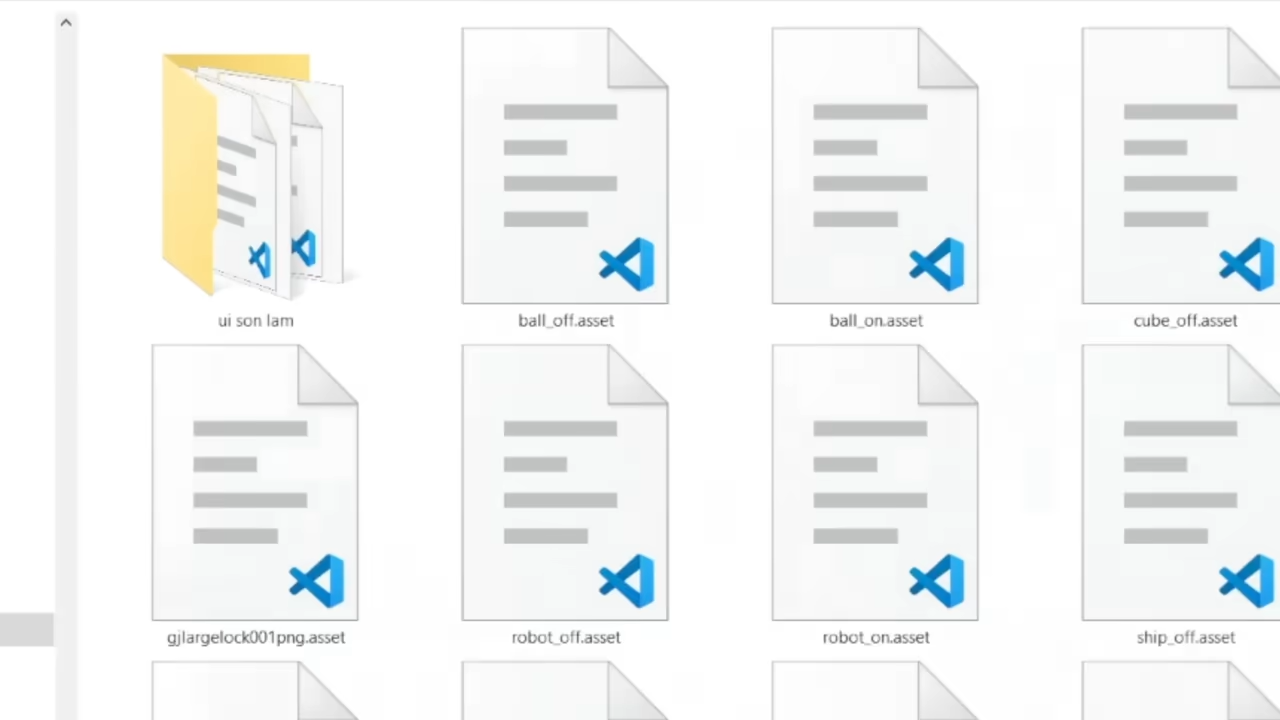 ui son lam
ball_off.asset
ball_on.asset
cube_off.asset
gjlargelock001png.asset
robot_off.asset
robot_on.asset
ship_off.asset